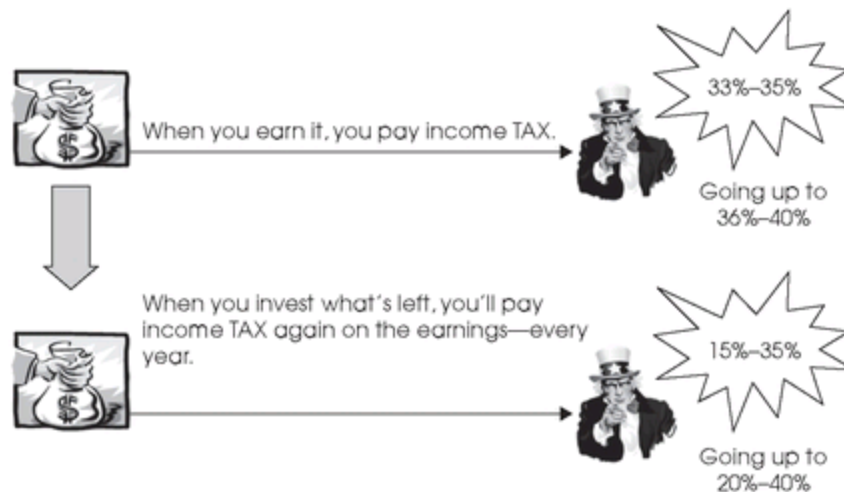 When you earn it, you pay income TAX.
33%–35%
Going up to
36%–40%
When you invest what's left, you'll pay
income TAX again on the earnings—every
year.
15%–35%
Going up to
20%–40%